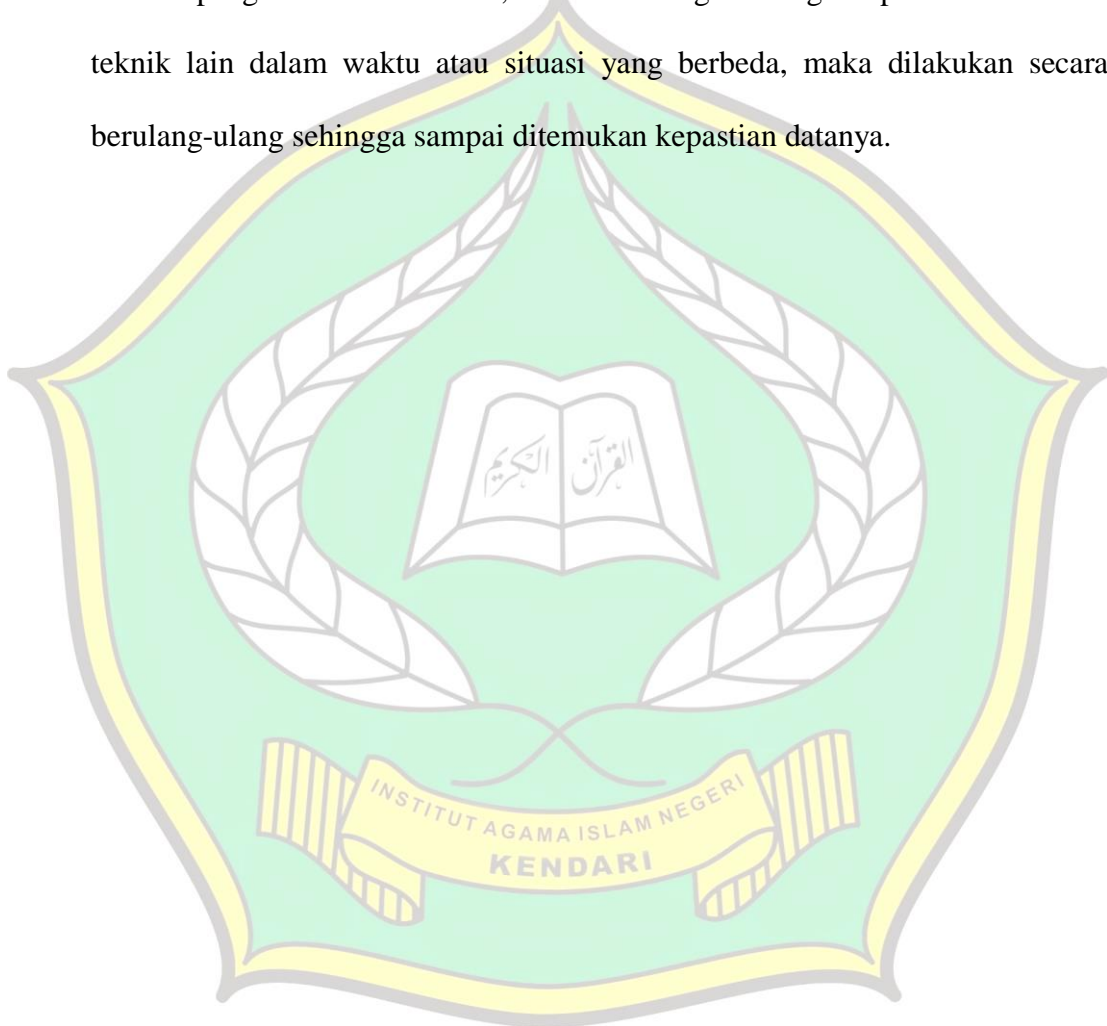 teknik lain dalam waktu atau situasi yang berbeda, maka dilakukan secara
berulang-ulang sehingga sampai ditemukan kepastian datanya.
القرآن الكريم
INSTITUT AGAMA ISLAM NEGERI
KENDARI